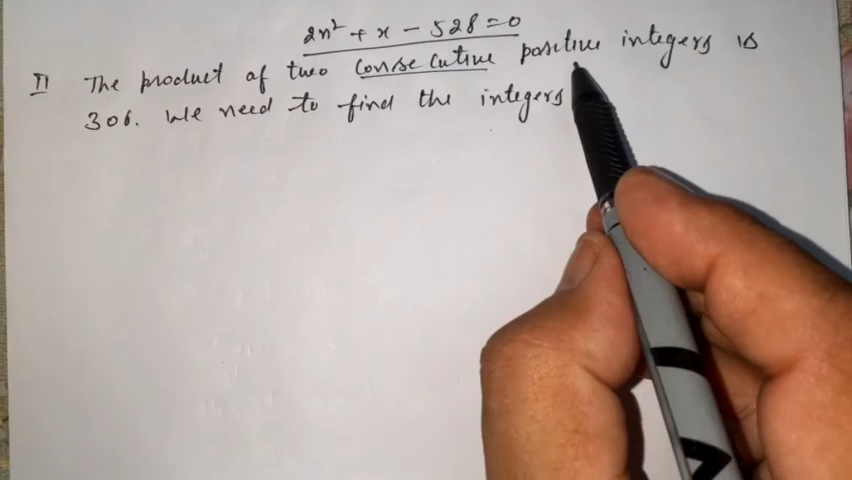 2x² + x - 528 = 0
II The product of two consecutive positive integers is
306. We need to find the integers